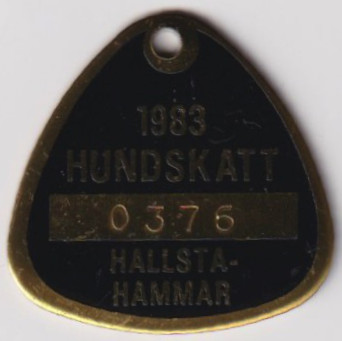 1983
HUNDSKATT
0376
HALLSTA-
HAMMAR